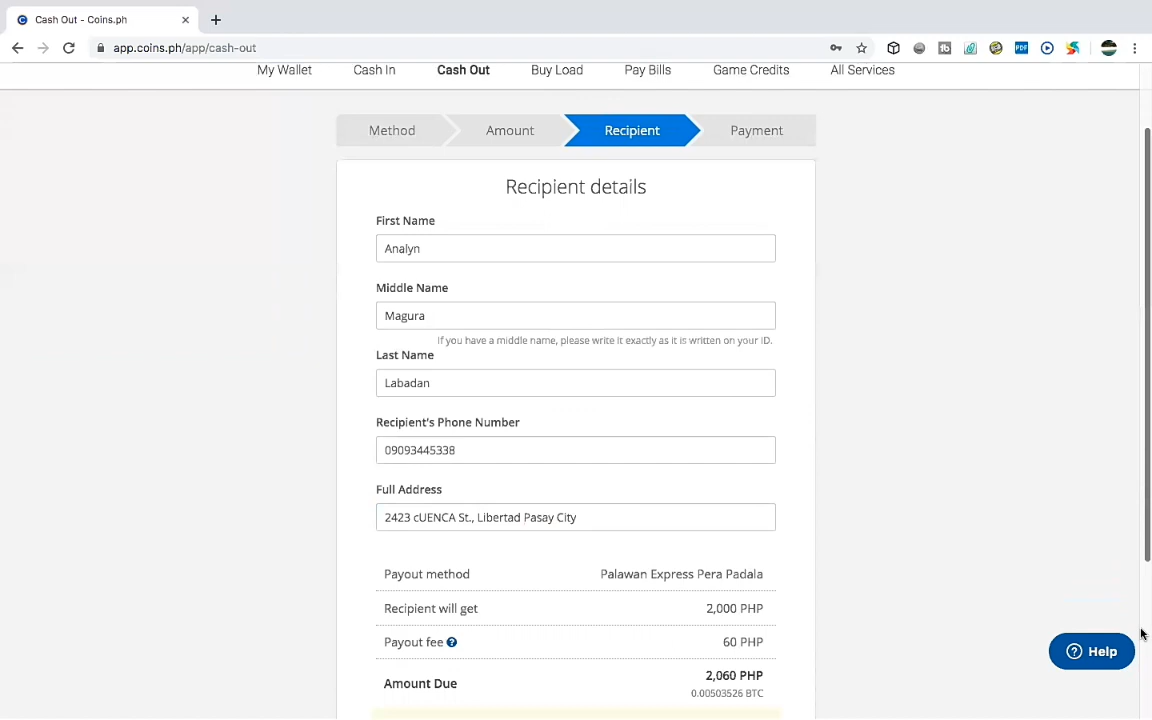 Cash Out - Coins.ph
app.coins.ph/app/cash-out
My Wallet Cash In Cash Out Buy Load Pay Bills Game Credits All Services
Method Amount Recipient Payment
Recipient details
First Name
Analyn
Middle Name
Magura
If you have a middle name, please write it exactly as it is written on your ID.
Last Name
Labadan
Recipient's Phone Number
09093445338
Full Address
2423 cUENCA St., Libertad Pasay City
Payout method Palawan Express Pera Padala
Recipient will get 2,000 PHP
Payout fee ? 60 PHP
Amount Due 2,060 PHP
0.00503526 BTC
? Help
tb
PDF